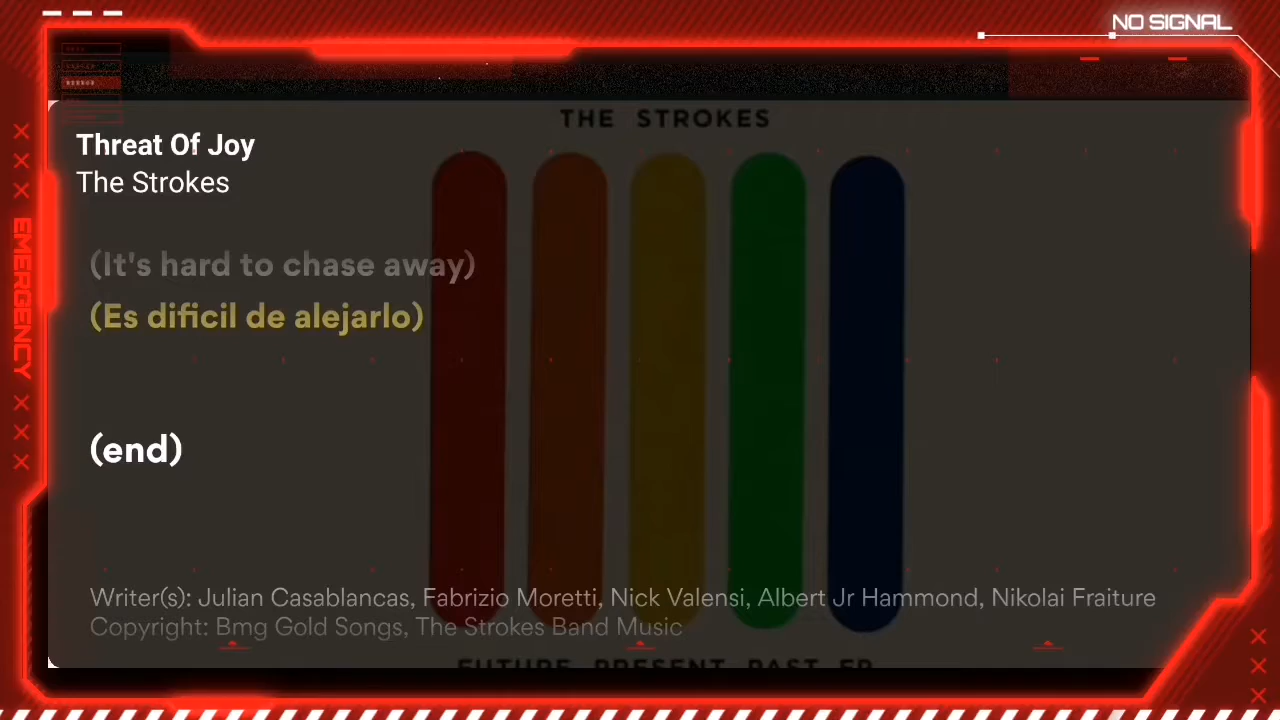 NO SIGNAL
THE STROKES
Threat Of Joy
The Strokes
(It's hard to chase away)
(Es dificil de alejarlo)
EMERGENCY
(end)
Writer(s): Julian Casablancas, Fabrizio Moretti, Nick Valensi, Albert Jr Hammond, Nikolai Fraiture
Copyright: Bmg Gold Songs, The Strokes Band Music
FUTURE PRESENT PAST EP